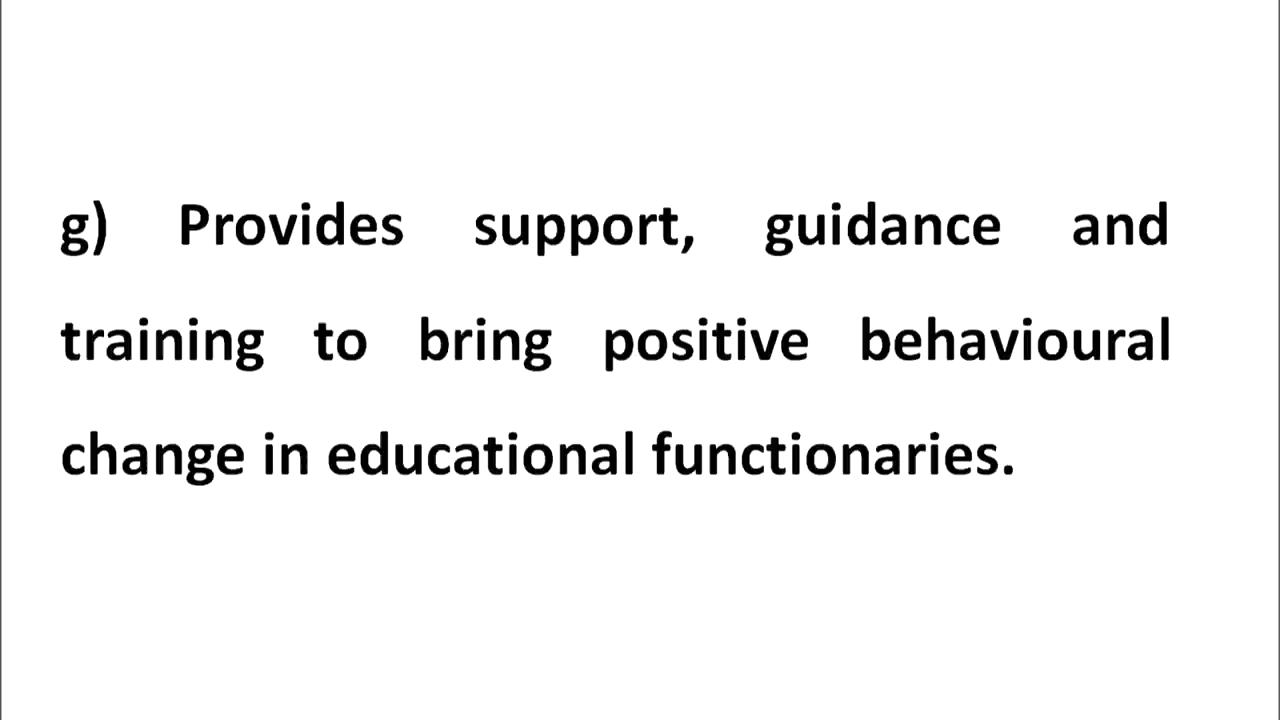 g) Provides support, guidance and
training to bring positive behavioural
change in educational functionaries.